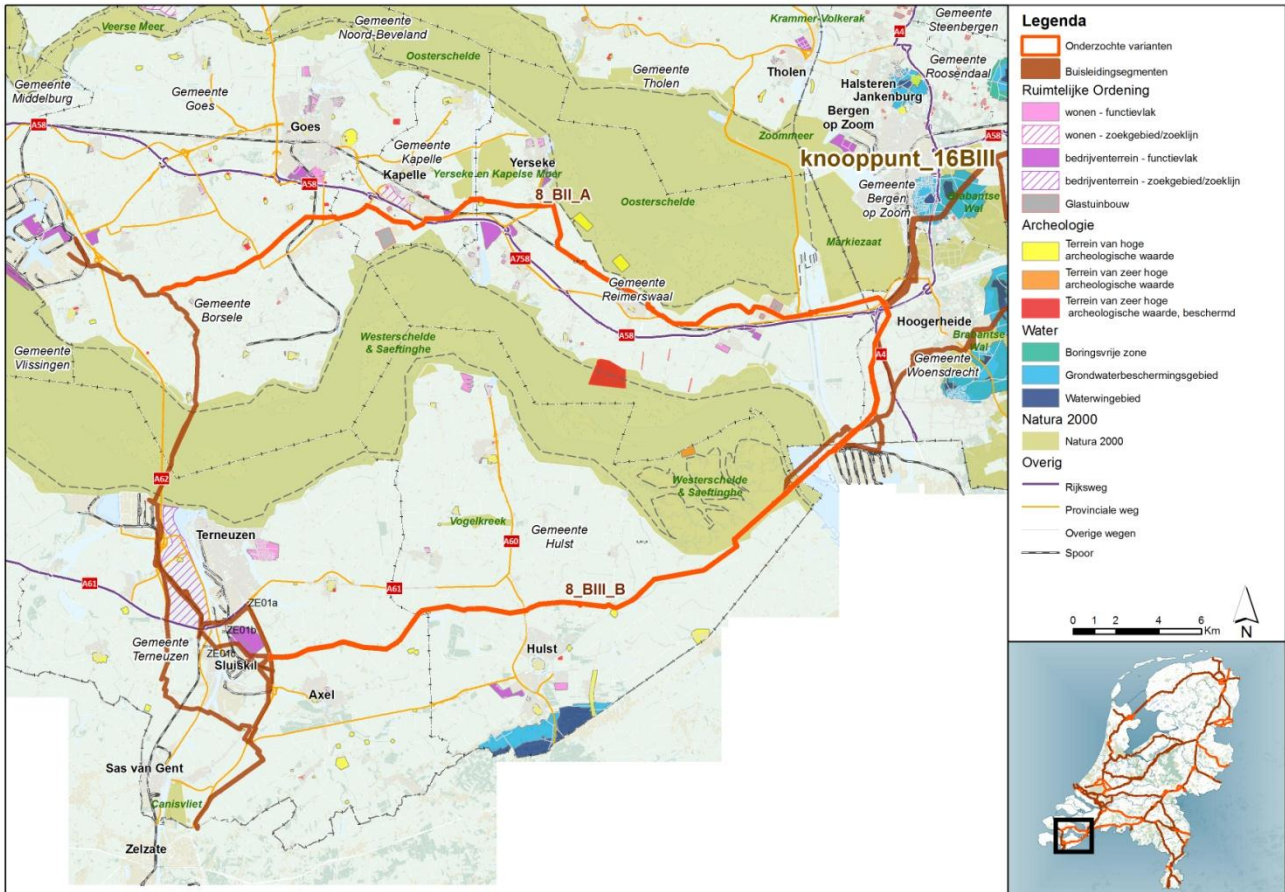 Veerse Meer
Gemeente
Noord-Beveland
Oosterschelde
Krammer-Volkerak
Gemeente
Steenbergen
A4
Gemeente
Roosendaal
Gemeente
Middelburg
Gemeente
Goes
Gemeente
Tholen
Tholen
Halsteren
Jankenburg
Bergen
op Zoom
A58
Goes
Zoommeer
A58
Gemeente
Kapelle
Yerseke
knooppunt_16BIII
Kapelle
Yerseke en Kapelse Moer
A58
8_BII_A
Oosterschelde
Gemeente
Bergen
op Zoom
Brabantse
Wal
Markiezaat
A758
Gemeente
Reimerswaal
Gemeente
Borsele
Hoogerheide
A58
A4
Brabantse
Wal
Gemeente
Woensdrecht
Gemeente
Vlissingen
Westerschelde
& Saeftinghe
A62
Westerschelde
& Saeftinghe
Vogelkreek
Gemeente
Hulst
A60
Terneuzen
A61
A61
8_BIII_B
ZE01a
ZE01b
ZE01c
Sluiskil
Gemeente
Terneuzen
Hulst
Axel
Sas van Gent
Canisvliet
Zelzate
Legenda
Onderzochte varianten
Buisleidingsegmenten
Ruimtelijke Ordening
wonen - functievlak
wonen - zoekgebied/zoeklijn
bedrijventerrein - functievlak
bedrijventerrein - zoekgebied/zoeklijn
Glastuinbouw
Archeologie
Terrein van hoge
archeologische waarde
Terrein van zeer hoge
archeologische waarde
Terrein van zeer hoge
archeologische waarde, beschermd
Water
Boringsvrije zone
Grondwaterbeschermingsgebied
Waterwingebied
Natura 2000
Natura 2000
Overig
Rijksweg
Provinciale weg
Overige wegen
Spoor
0 1 2 4 6
Km
N